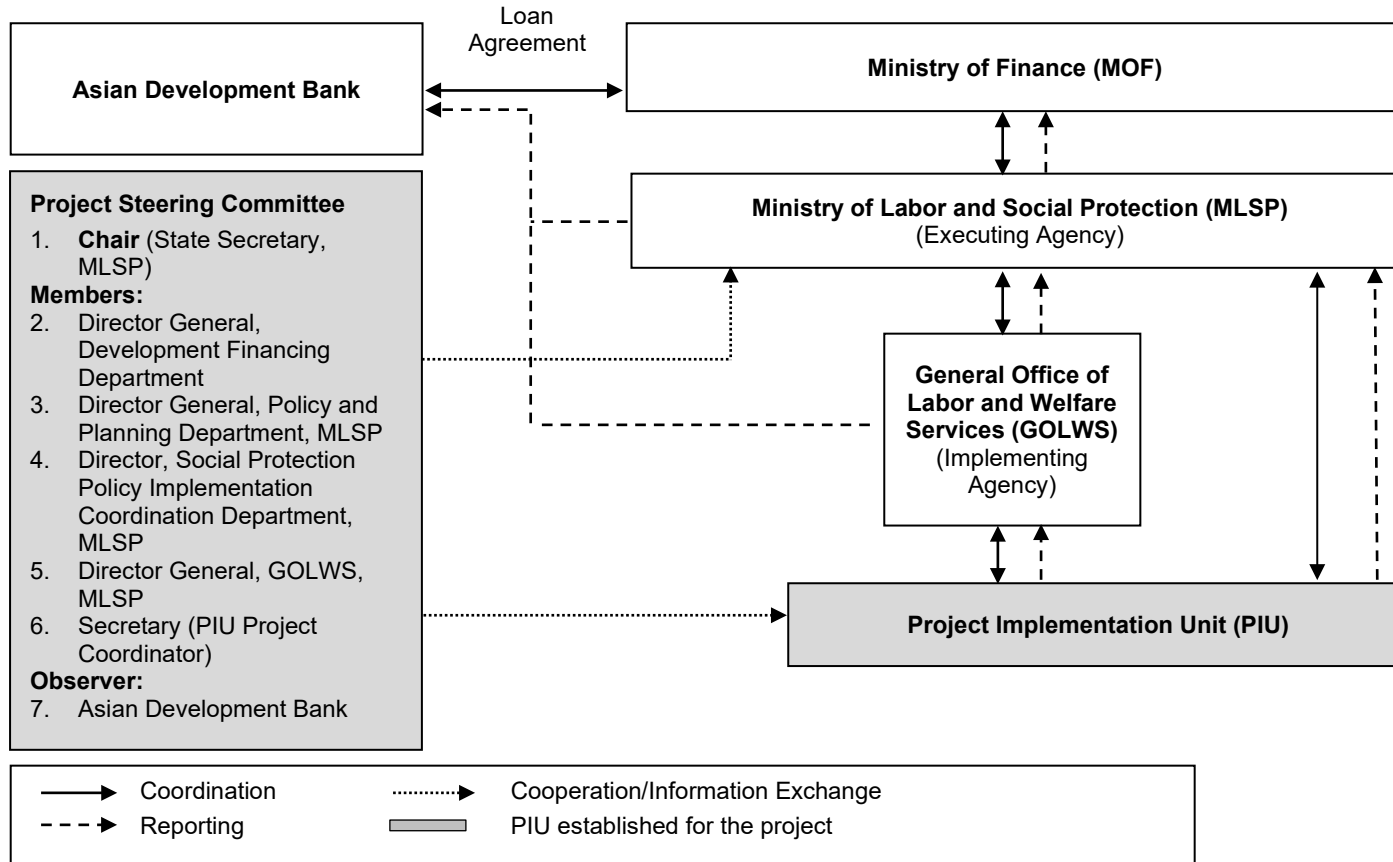 Loan
Agreement
Asian Development Bank
Ministry of Finance (MOF)
Project Steering Committee
1. Chair (State Secretary,
MLSP)
Members:
2. Director General,
Development Financing
Department
3. Director General, Policy and
Planning Department, MLSP
4. Director, Social Protection
Policy Implementation
Coordination Department,
MLSP
5. Director General, GOLWS,
MLSP
6. Secretary (PIU Project
Coordinator)
Observer:
7. Asian Development Bank
Ministry of Labor and Social Protection (MLSP)
(Executing Agency)
General Office of
Labor and Welfare
Services (GOLWS)
(Implementing
Agency)
Project Implementation Unit (PIU)
Coordination
Cooperation/Information Exchange
Reporting
PIU established for the project